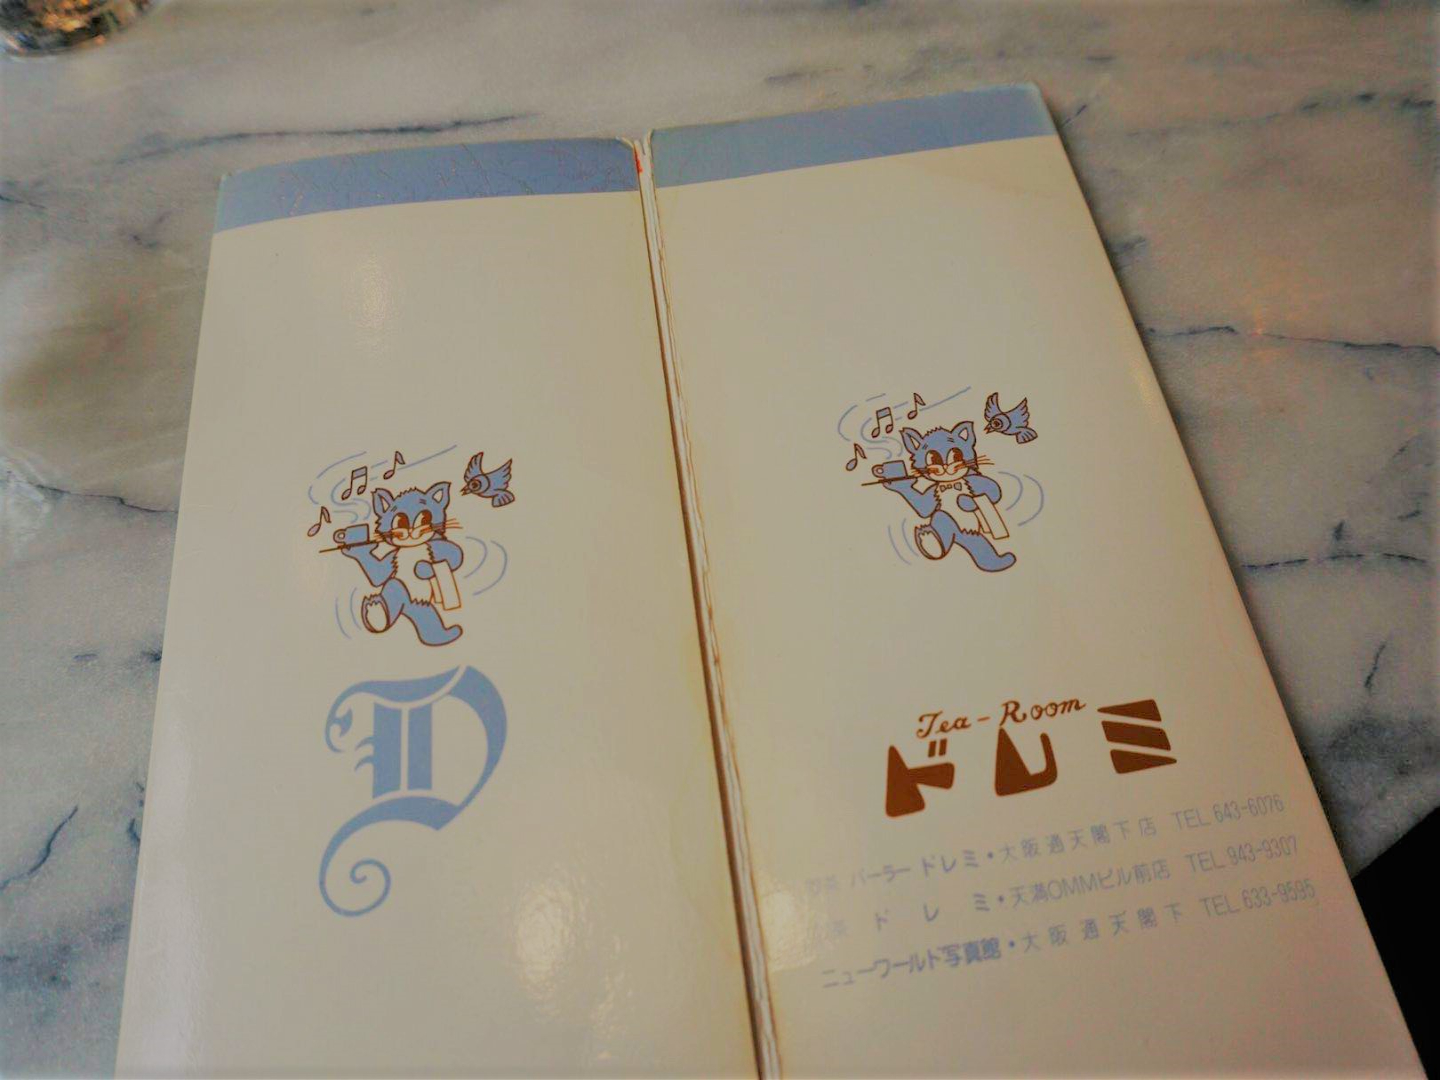 D
Tea-Room
ドレミ
パーラー ドレミ・大阪通天閣下店 TEL 643-6076
ドレミ・天満OMMビル前店 TEL 943-9307
ニューワールド写真館・大阪通天閣下 TEL 633-9595